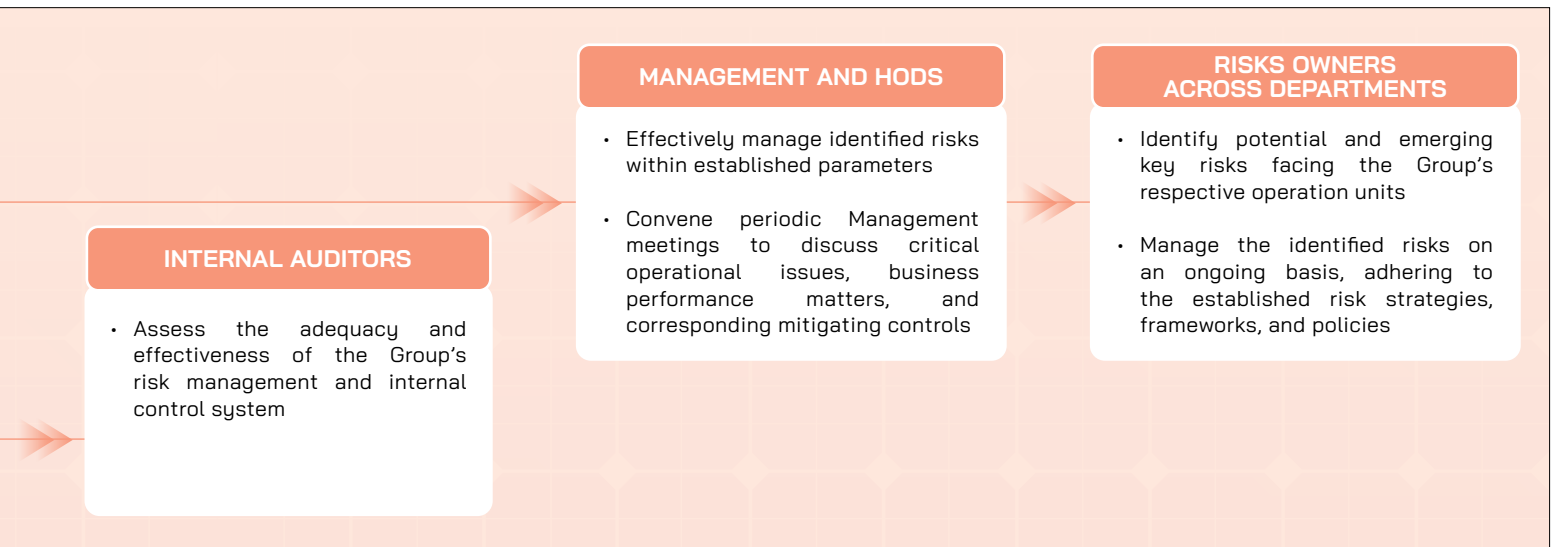 INTERNAL AUDITORS
• Assess the adequacy and
effectiveness of the Group's
risk management and internal
control system
MANAGEMENT AND HODS
• Effectively manage identified risks
within established parameters
• Convene periodic Management
meetings to discuss critical
operational issues, business
performance matters, and
corresponding mitigating controls
RISKS OWNERS
ACROSS DEPARTMENTS
• Identify potential and emerging
key risks facing the Group's
respective operation units
• Manage the identified risks on
an ongoing basis, adhering to
the established risk strategies,
frameworks, and policies